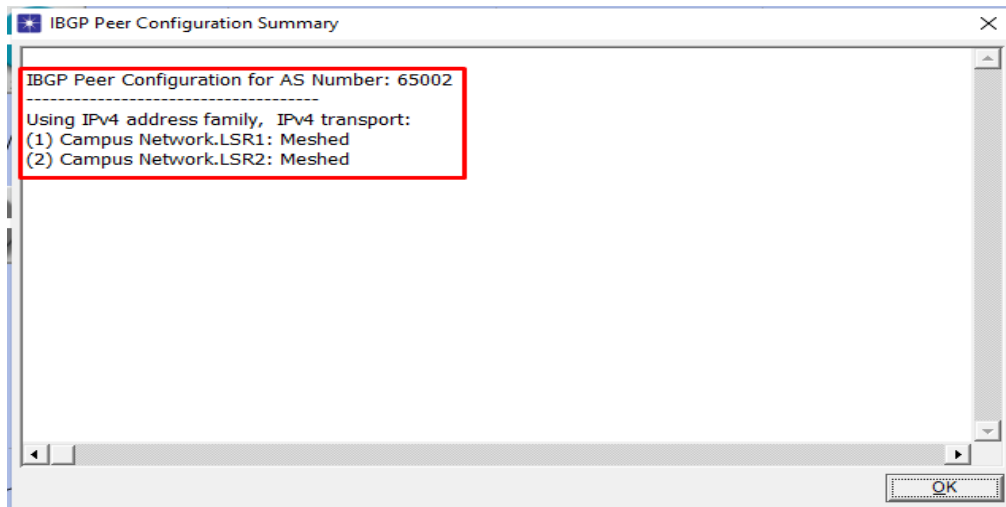 IBGP Peer Configuration Summary
IBGP Peer Configuration for AS Number: 65002
-------------------------------------
Using IPv4 address family,  IPv4 transport:
(1) Campus Network.LSR1: Meshed
(2) Campus Network.LSR2: Meshed
OK